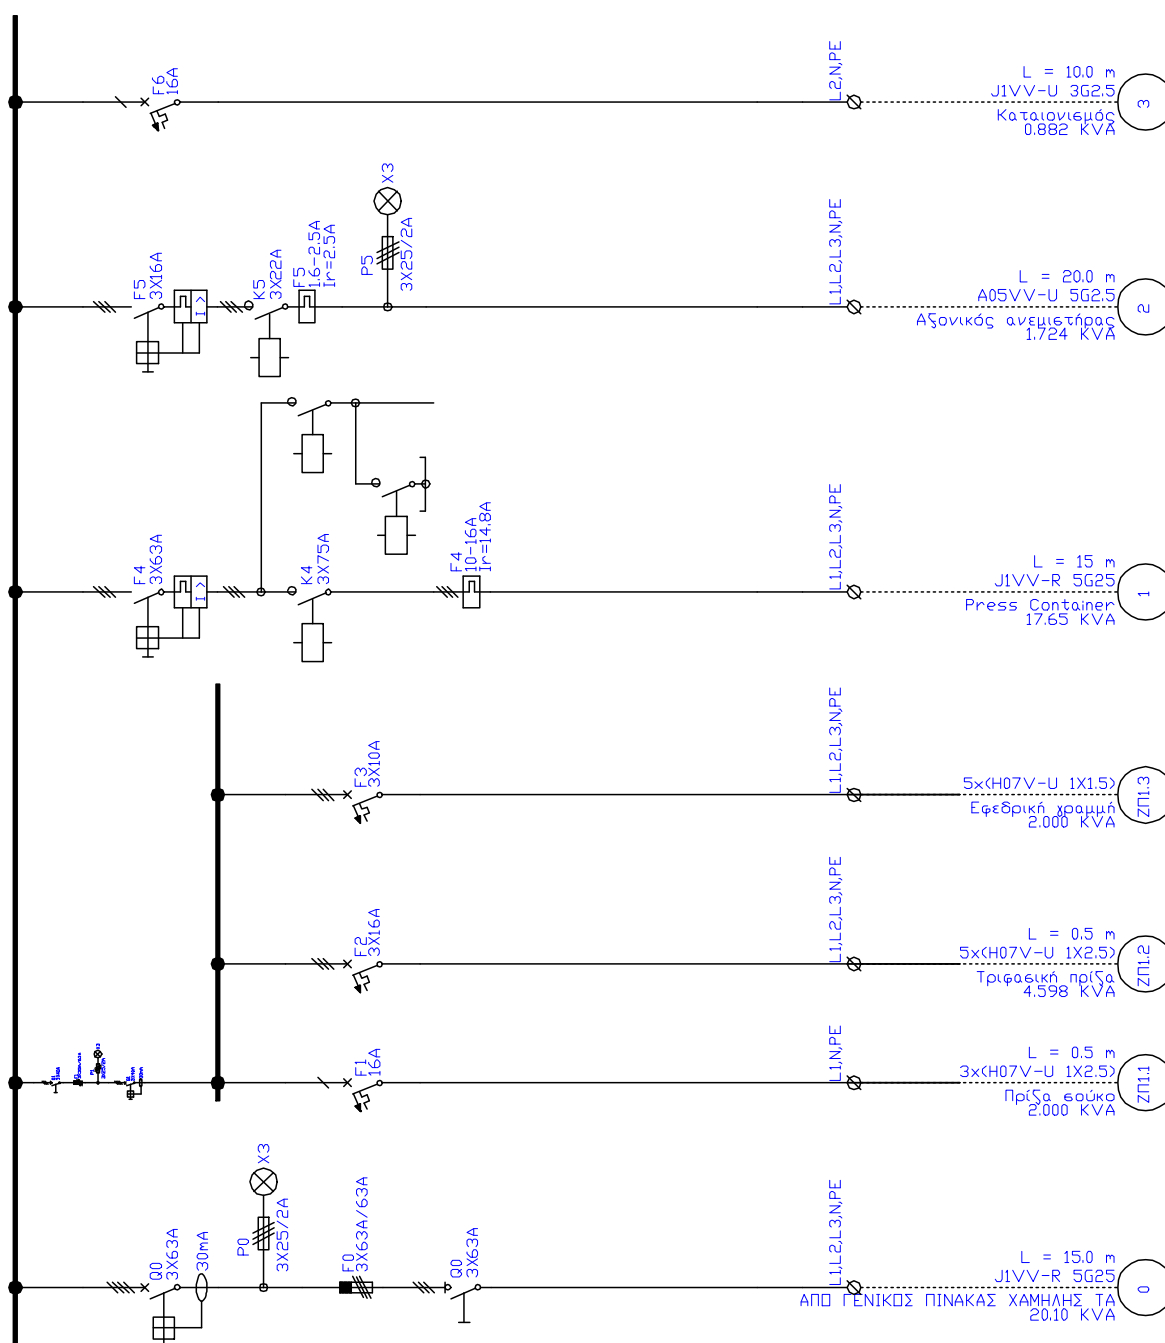 F6
16A
L2,N,PE
L = 10.0 m
J1VV-U 3G2.5
Καταιονισμός
0.882 KVA
3
X3
P5
3X25/2A
F5
3X16A
I >
K5
3X22A
F5
1.6-2.5A
Ir=2.5A
L1,L2,L3,N,PE
L = 20.0 m
A05VV-U 5G2.5
Αξονικός ανεμιστήρας
1.724 KVA
2
F4
3X63A
I >
K4
3X75A
F4
10-16A
Ir=14.8A
L1,L2,L3,N,PE
L = 15 m
J1VV-R 5G25
Press Container
17.65 KVA
1
F3
3X10A
L1,L2,L3,N,PE
5x(H07V-U 1X1.5)
Εφεδρική γραμμή
2.000 KVA
ΖΠ1.3
F2
3X16A
L1,L2,L3,N,PE
L = 0.5 m
5x(H07V-U 1X2.5)
Τριφασική πρίζα
4.598 KVA
ΖΠ1.2
F1
16A
L1,N,PE
L = 0.5 m
3x(H07V-U 1X2.5)
Πρίζα σούκο
2.000 KVA
ΖΠ1.1
Q0
3X63A
30mA
X3
P0
3X25/2A
F0
3X63A/63A
Q0
3X63A
L1,L2,L3,N,PE
L = 15.0 m
J1VV-R 5G25
ΑΠΟ ΓΕΝΙΚΟΣ ΠΙΝΑΚΑΣ ΧΑΜΗΛΗΣ ΤΑ
20.10 KVA
0